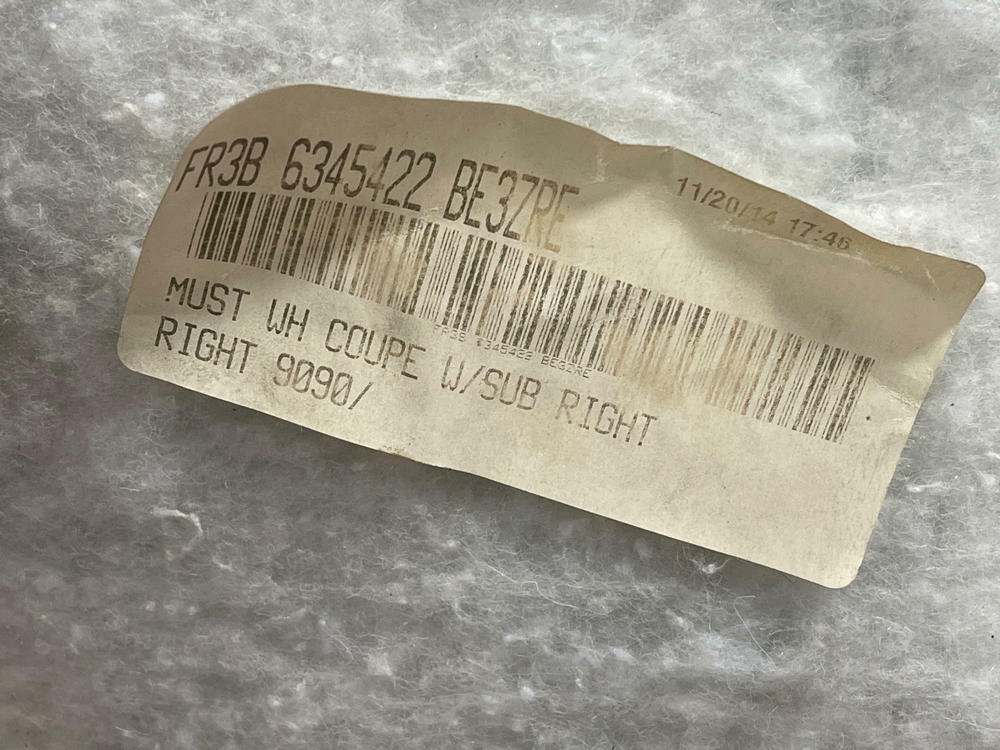 FR3B 6345422 BE3ZRE
11/20/14 17:46
FR3B 6345422 BE3ZRE
MUST WH COUPE W/SUB RIGHT
RIGHT 9090/